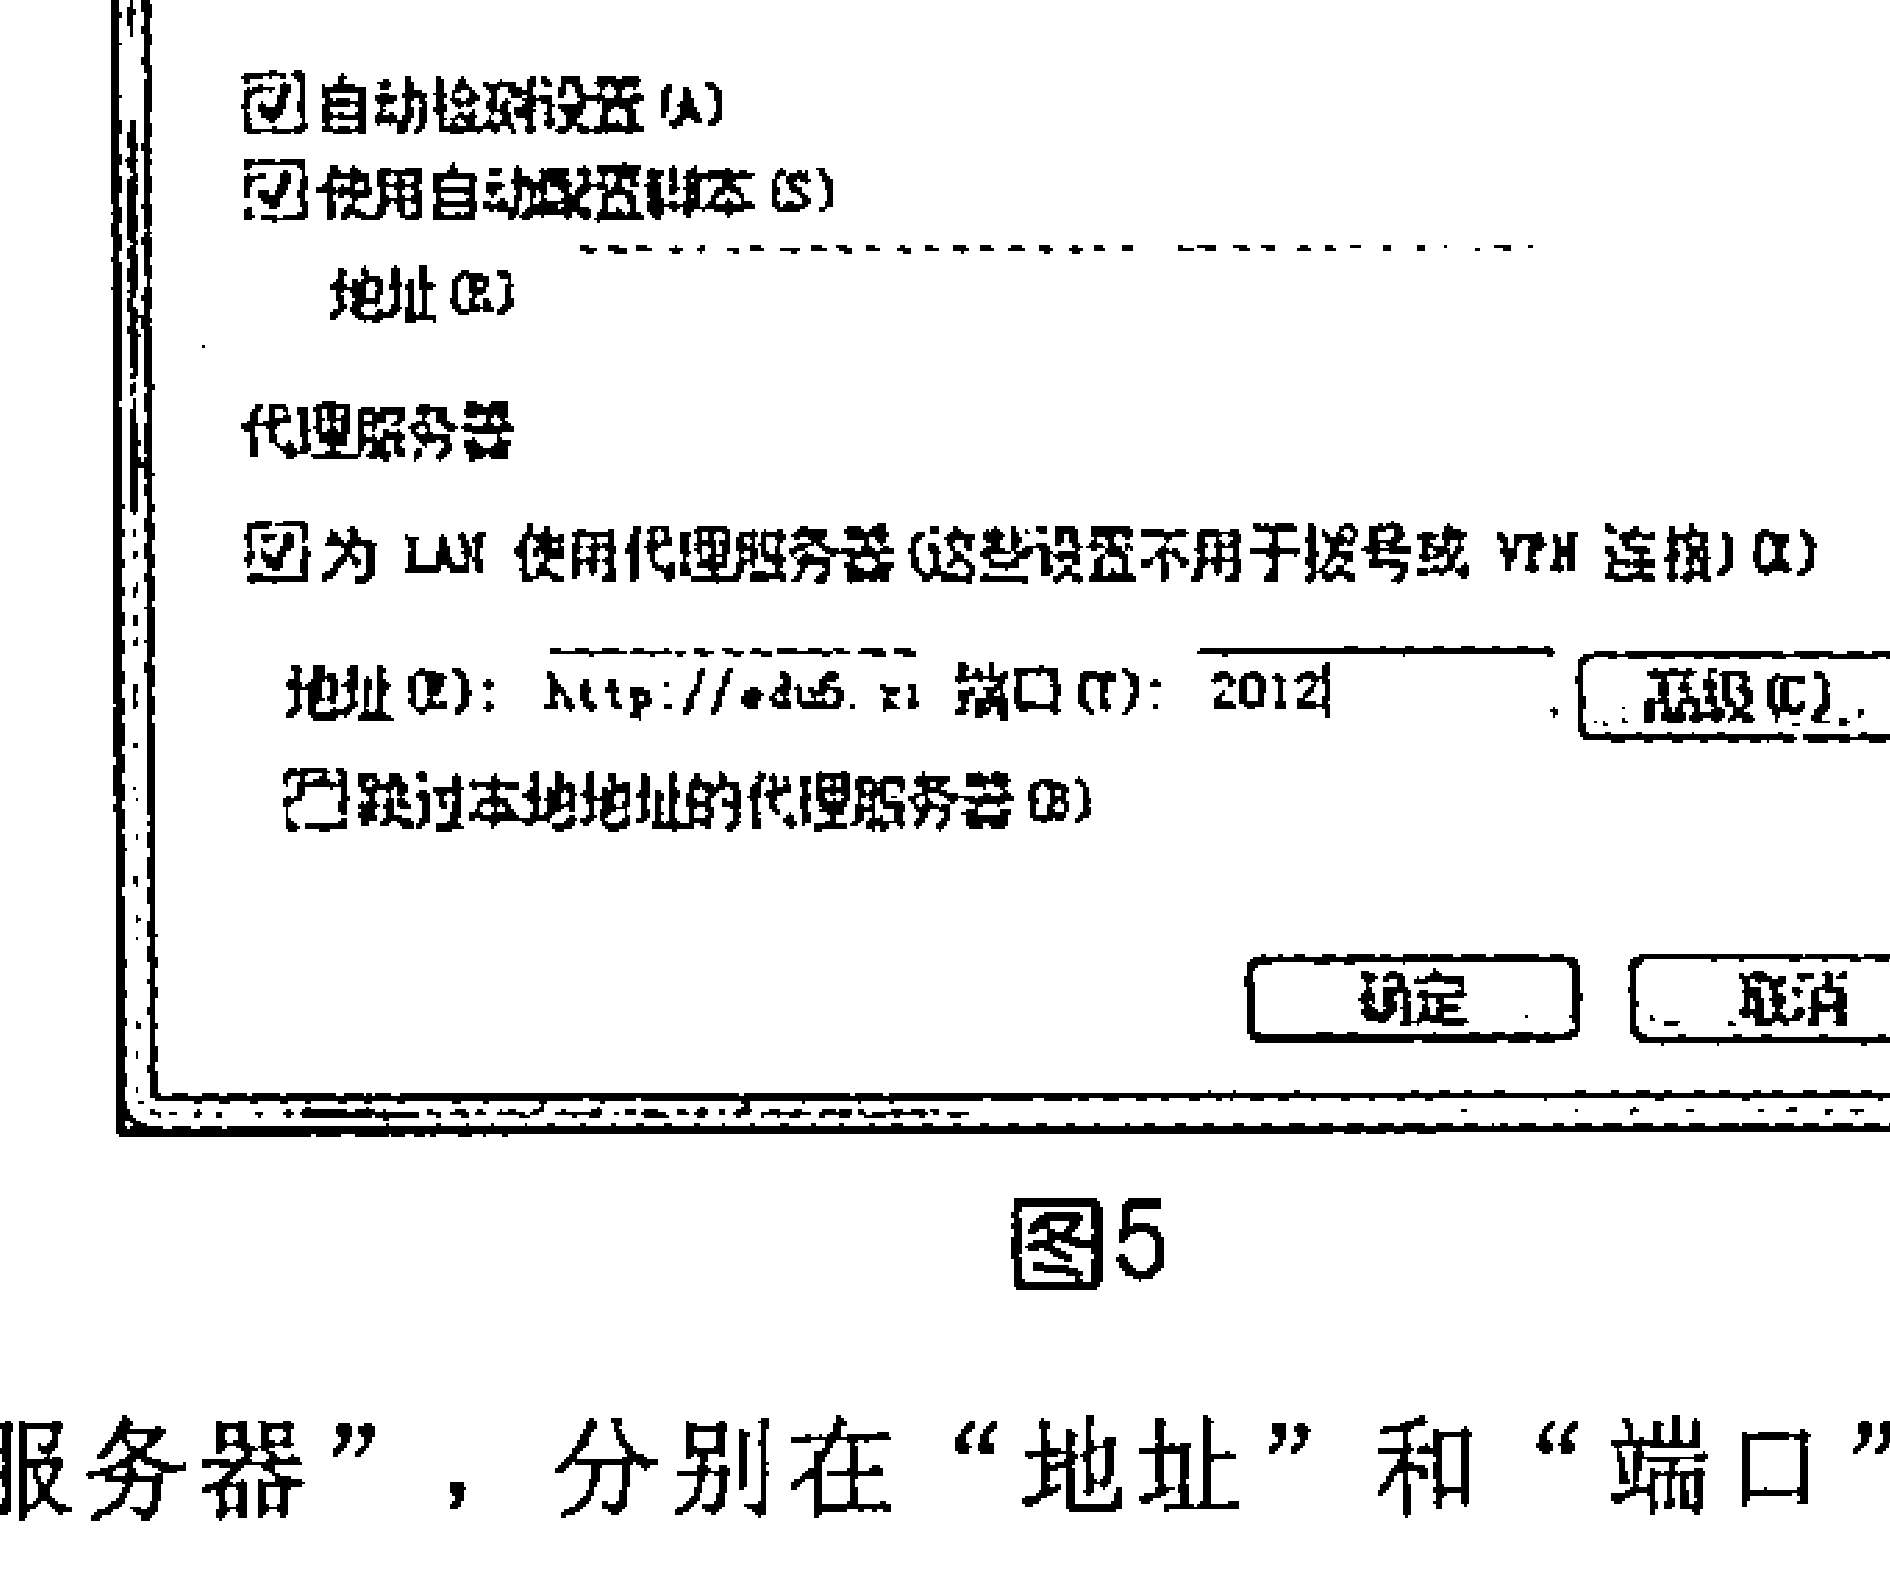 自动检测设置(A)
使用自动配置脚本(S)
地址(R)
代理服务器
为 LAN 使用代理服务器(这些设置不用于拨号或 VPN 连接)(X)
地址(E): http://edu5. 端口(T): 2012 高级(C)
跳过本地地址的代理服务器(B)
确定 取消
图5
服务器”，分别在“地址”和“端口”